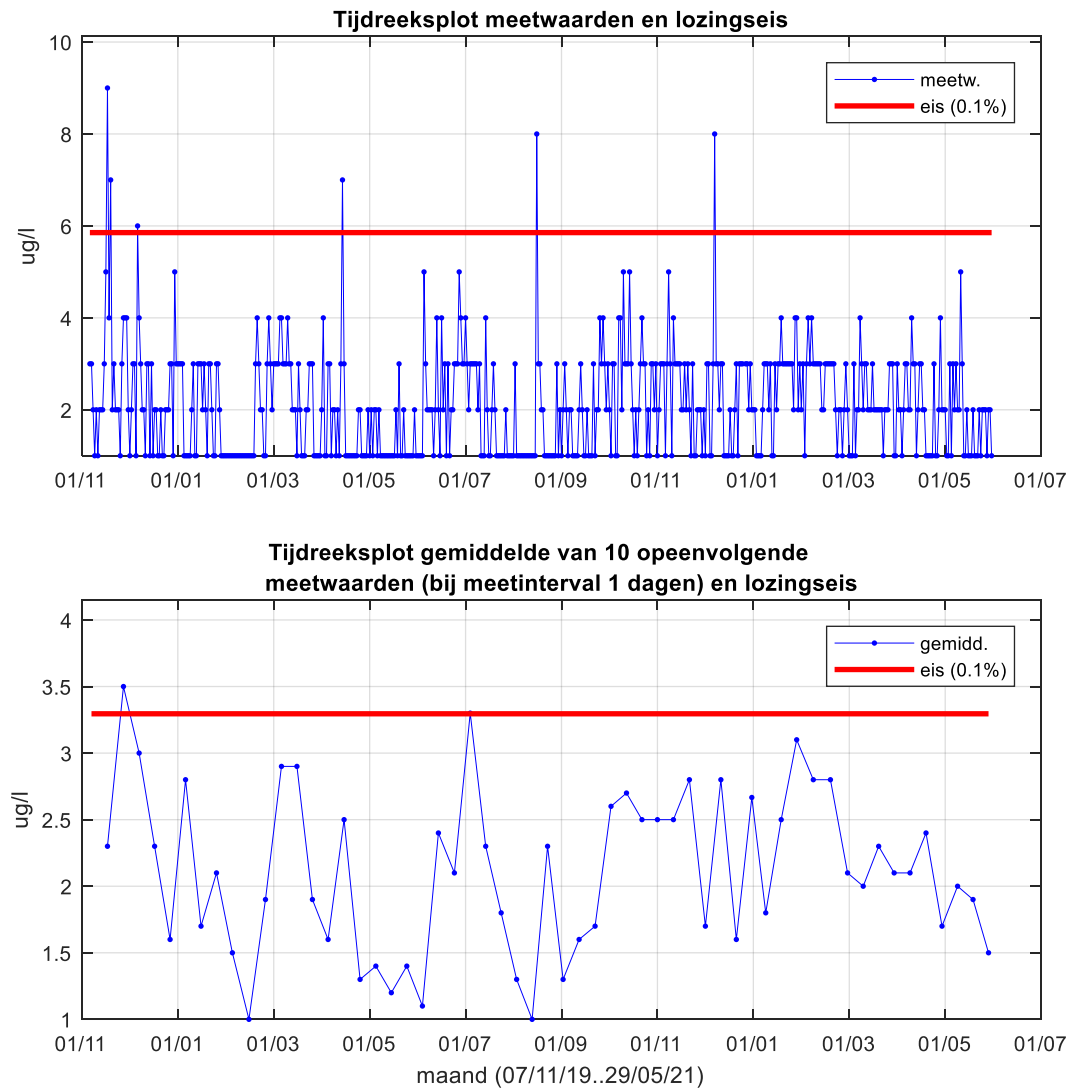 Tijdreeksplot meetwaarden en lozingseis
10
8
6
4
2
ug/l
meetw.
eis (0.1%)
01/11 01/01 01/03 01/05 01/07 01/09 01/11 01/01 01/03 01/05 01/07
Tijdreeksplot gemiddelde van 10 opeenvolgende
meetwaarden (bij meetinterval 1 dagen) en lozingseis
4
3.5
3
2.5
2
1.5
1
ug/l
gemidd.
eis (0.1%)
01/11 01/01 01/03 01/05 01/07 01/09 01/11 01/01 01/03 01/05 01/07
maand (07/11/19..29/05/21)